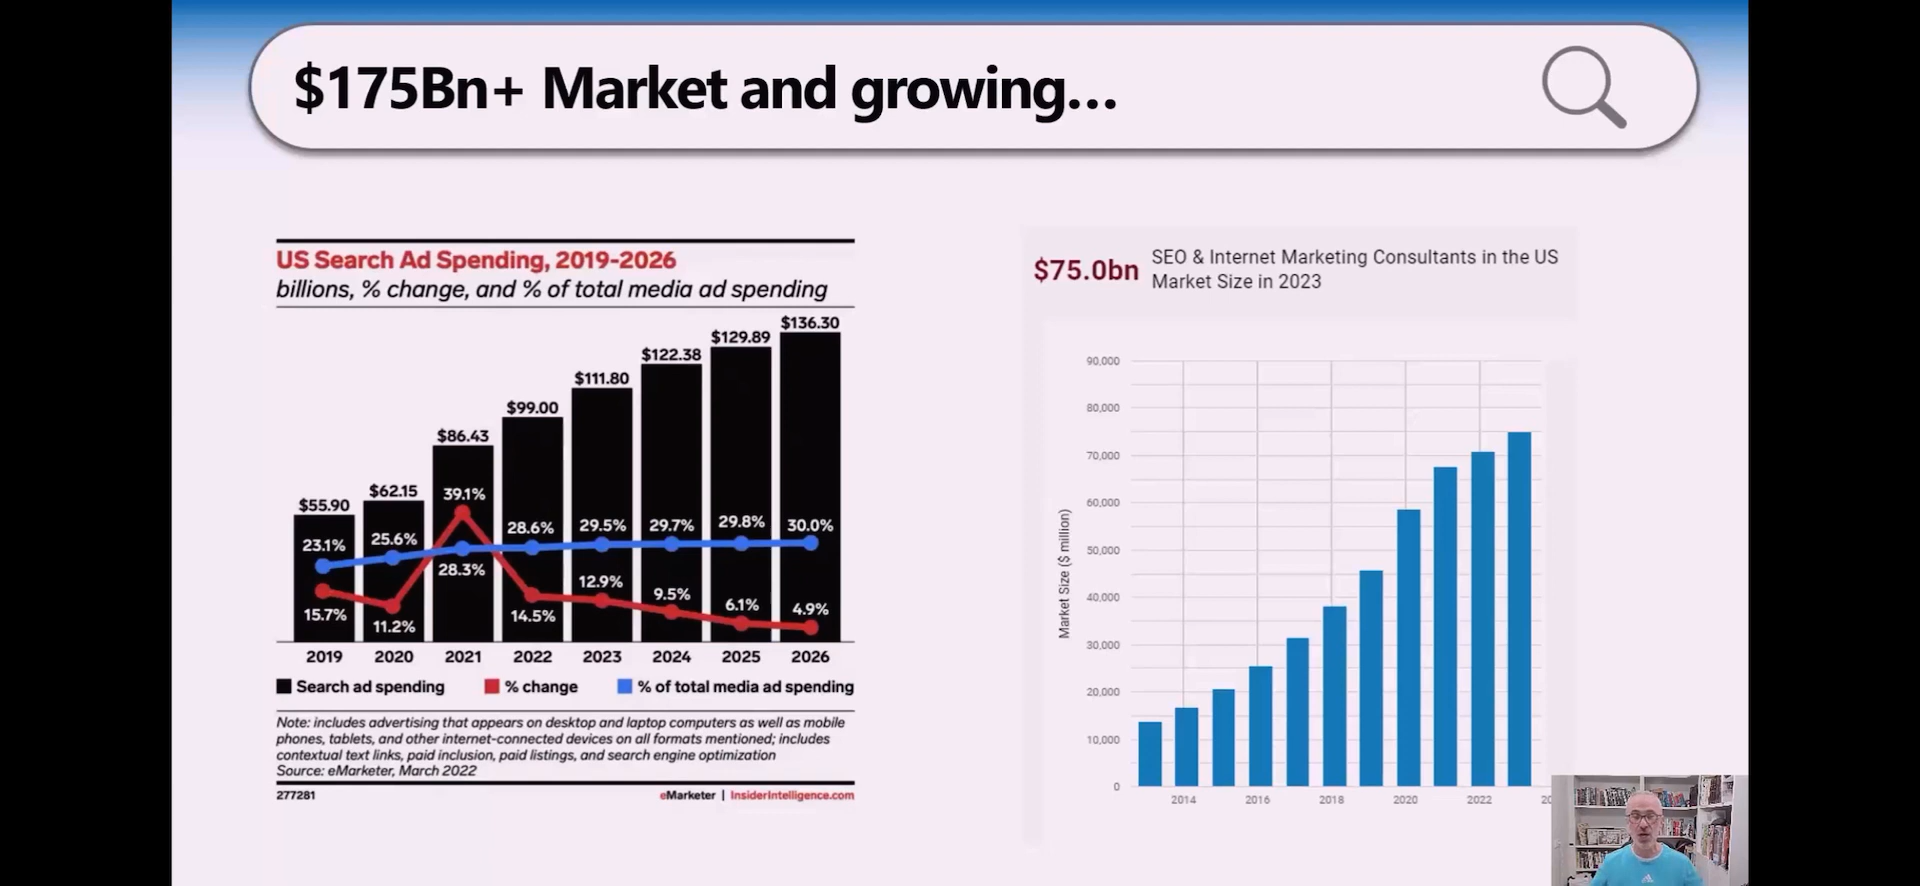 $175Bn+ Market and growing...
US Search Ad Spending, 2019-2026
billions, % change, and % of total media ad spending
$55.90
$62.15
$86.43
$99.00
$111.80
$122.38
$129.89
$136.30
23.1%
25.6%
28.3%
28.6%
29.5%
29.7%
29.8%
30.0%
15.7%
11.2%
39.1%
14.5%
12.9%
9.5%
6.1%
4.9%
2019 2020 2021 2022 2023 2024 2025 2026
Search ad spending % change % of total media ad spending
Note: includes advertising that appears on desktop and laptop computers as well as mobile
phones, tablets, and other internet-connected devices on all formats mentioned; includes
contextual text links, paid inclusion, paid listings, and search engine optimization
Source: eMarketer, March 2022
277281 eMarketer | InsiderIntelligence.com
$75.0bn
SEO & Internet Marketing Consultants in the US
Market Size in 2023
Market Size ($ million)
90,000
80,000
70,000
60,000
50,000
40,000
30,000
20,000
10,000
0
2014 2016 2018 2020 2022 20